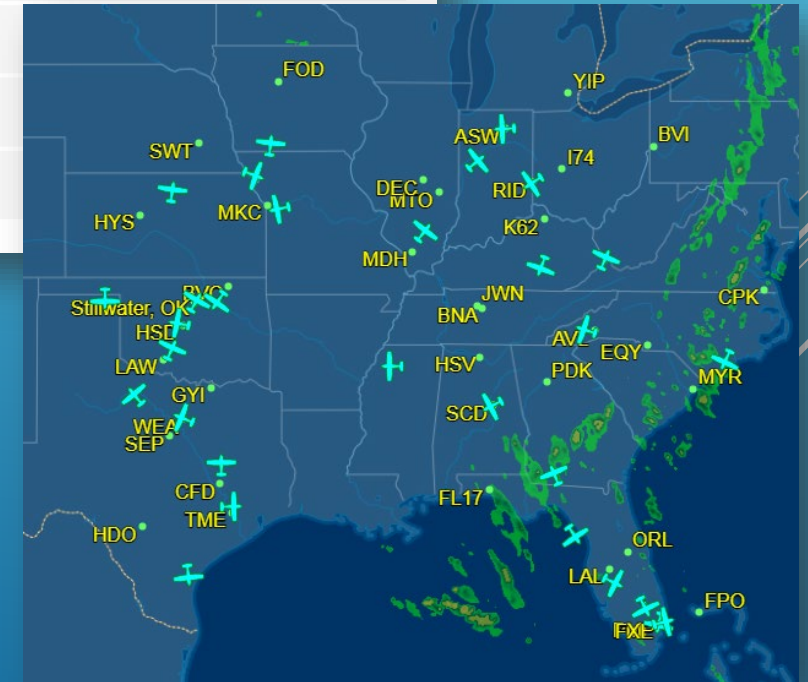 FOD
YIP
ASW
BVI
SWT
I74
DEC
MTO
RID
HYS
MKC
K62
MDH
JWN
CPK
Stillwater, OK
BNA
HSD
AVL
EQY
HSV
LAW
PDK
MYR
GYI
SCD
WEA
SEP
CFD
FL17
TME
HDO
ORL
LAL
FPO
FXE